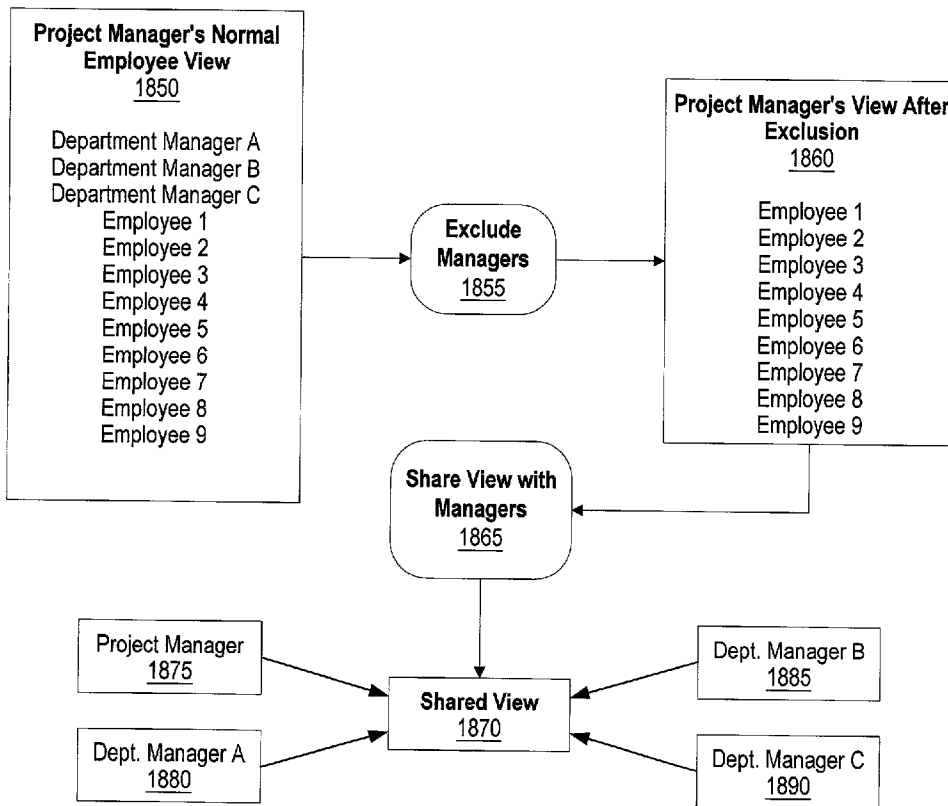 Project Manager's Normal
Employee View
1850
Department Manager A
Department Manager B
Department Manager C
Employee 1
Employee 2
Employee 3
Employee 4
Employee 5
Employee 6
Employee 7
Employee 8
Employee 9
Exclude
Managers
1855
Project Manager's View After
Exclusion
1860
Employee 1
Employee 2
Employee 3
Employee 4
Employee 5
Employee 6
Employee 7
Employee 8
Employee 9
Share View with
Managers
1865
Project Manager
1875
Dept. Manager A
1880
Shared View
1870
Dept. Manager B
1885
Dept. Manager C
1890